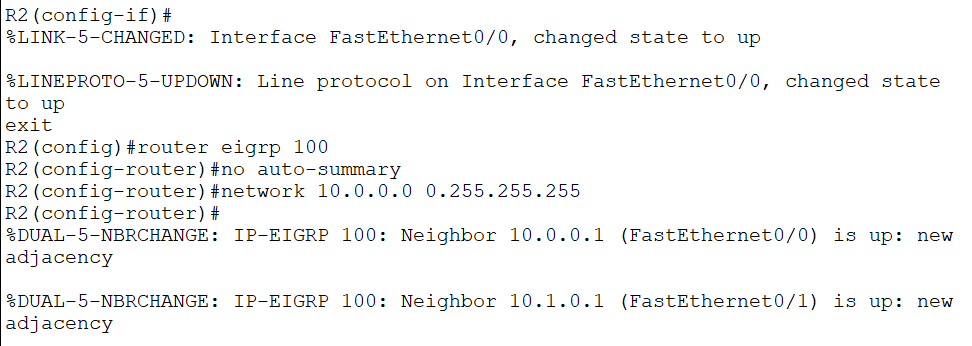 R2(config-if)#
%LINK-5-CHANGED: Interface FastEthernet0/0, changed state to up
%LINEPROTO-5-UPDOWN: Line protocol on Interface FastEthernet0/0, changed state
to up
exit
R2(config)#router eigrp 100
R2(config-router)#no auto-summary
R2(config-router)#network 10.0.0.0 0.255.255.255
R2(config-router)#
%DUAL-5-NBRCHANGE: IP-EIGRP 100: Neighbor 10.0.0.1 (FastEthernet0/0) is up: new
adjacency
%DUAL-5-NBRCHANGE: IP-EIGRP 100: Neighbor 10.1.0.1 (FastEthernet0/1) is up: new
adjacency